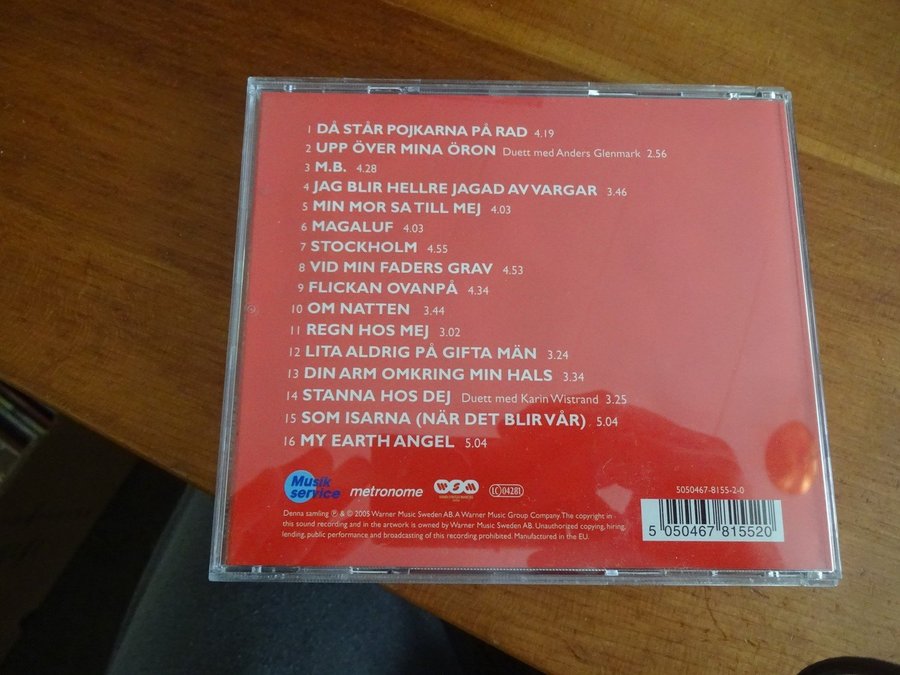 1 DÅ STÅR POJKARNA PÅ RAD 4.19
2 UPP ÖVER MINA ÖRON Duett med Anders Glenmark 2.56
3 M.B. 4.28
4 JAG BLIR HELLRE JAGAD AV VARGAR 3.46
5 MIN MOR SA TILL MEJ 4.03
6 MAGALUF 4.03
7 STOCKHOLM 4.55
8 VID MIN FADERS GRAV 4.53
9 FLICKAN OVANPÅ 4.34
10 OM NATTEN 3.44
11 REGN HOS MEJ 3.02
12 LITA ALDRIG PÅ GIFTA MÄN 3.24
13 DIN ARM OMKRING MIN HALS 3.34
14 STANNA HOS DEJ Duett med Karin Wistrand 3.25
15 SOM ISARNA (NÄR DET BLIR VÅR) 5.04
16 MY EARTH ANGEL 5.04
Musik
service
metronome
WSM
LC 04281
5050467-8155-2-0
Denna samling ℗ & © 2005 Warner Music Sweden AB. A Warner Music Group Company. The copyright in
this sound recording and in the artwork is owned by Warner Music Sweden AB. Unauthorized copying, hiring,
lending, public performance and broadcasting of this recording prohibited. Manufactured in the EU.
5 050467 815520